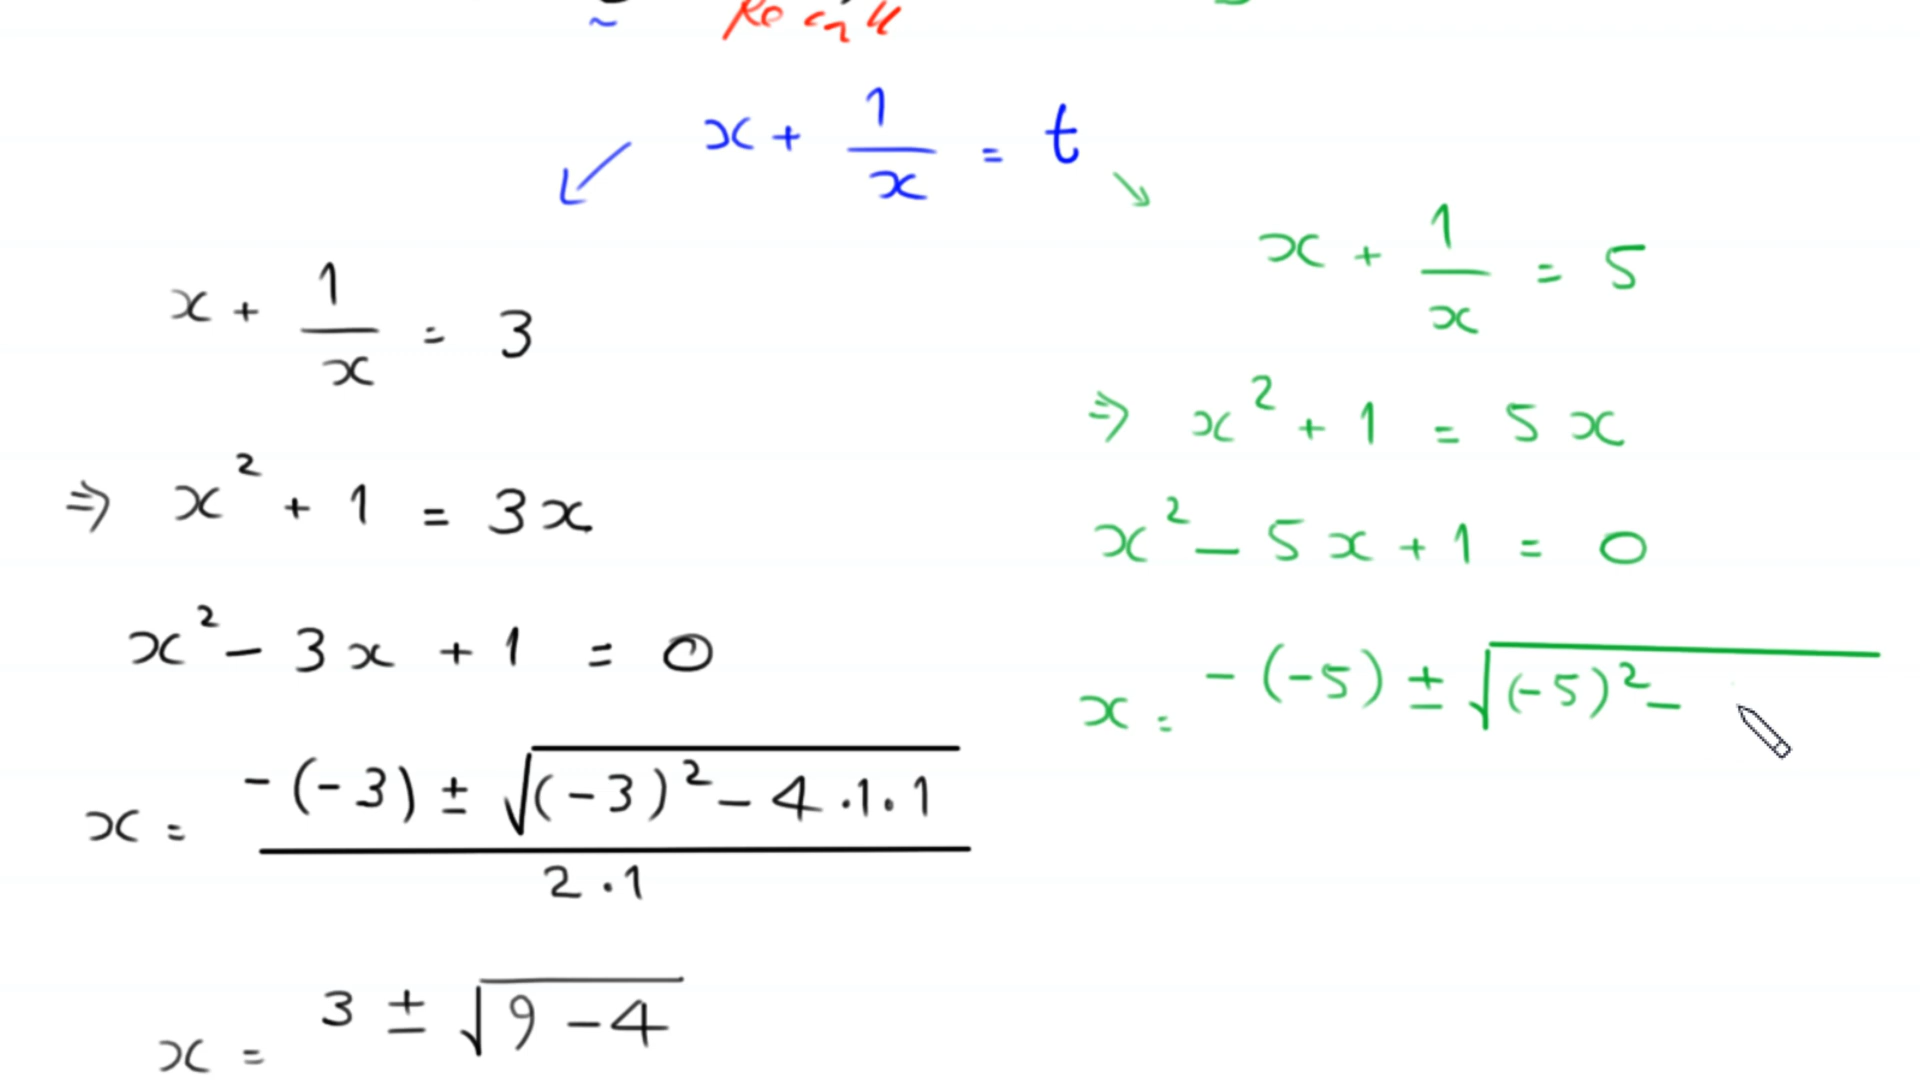 Recall
x + 1/x = t
x + 1/x = 3
⇒ x² + 1 = 3x
x² - 3x + 1 = 0
x = (-(-3) ± √((-3)² - 4·1·1))/(2·1)
x = 3 ± √(9 - 4)
x + 1/x = 5
⇒ x² + 1 = 5x
x² - 5x + 1 = 0
x = -(-5) ± √((-5)² -